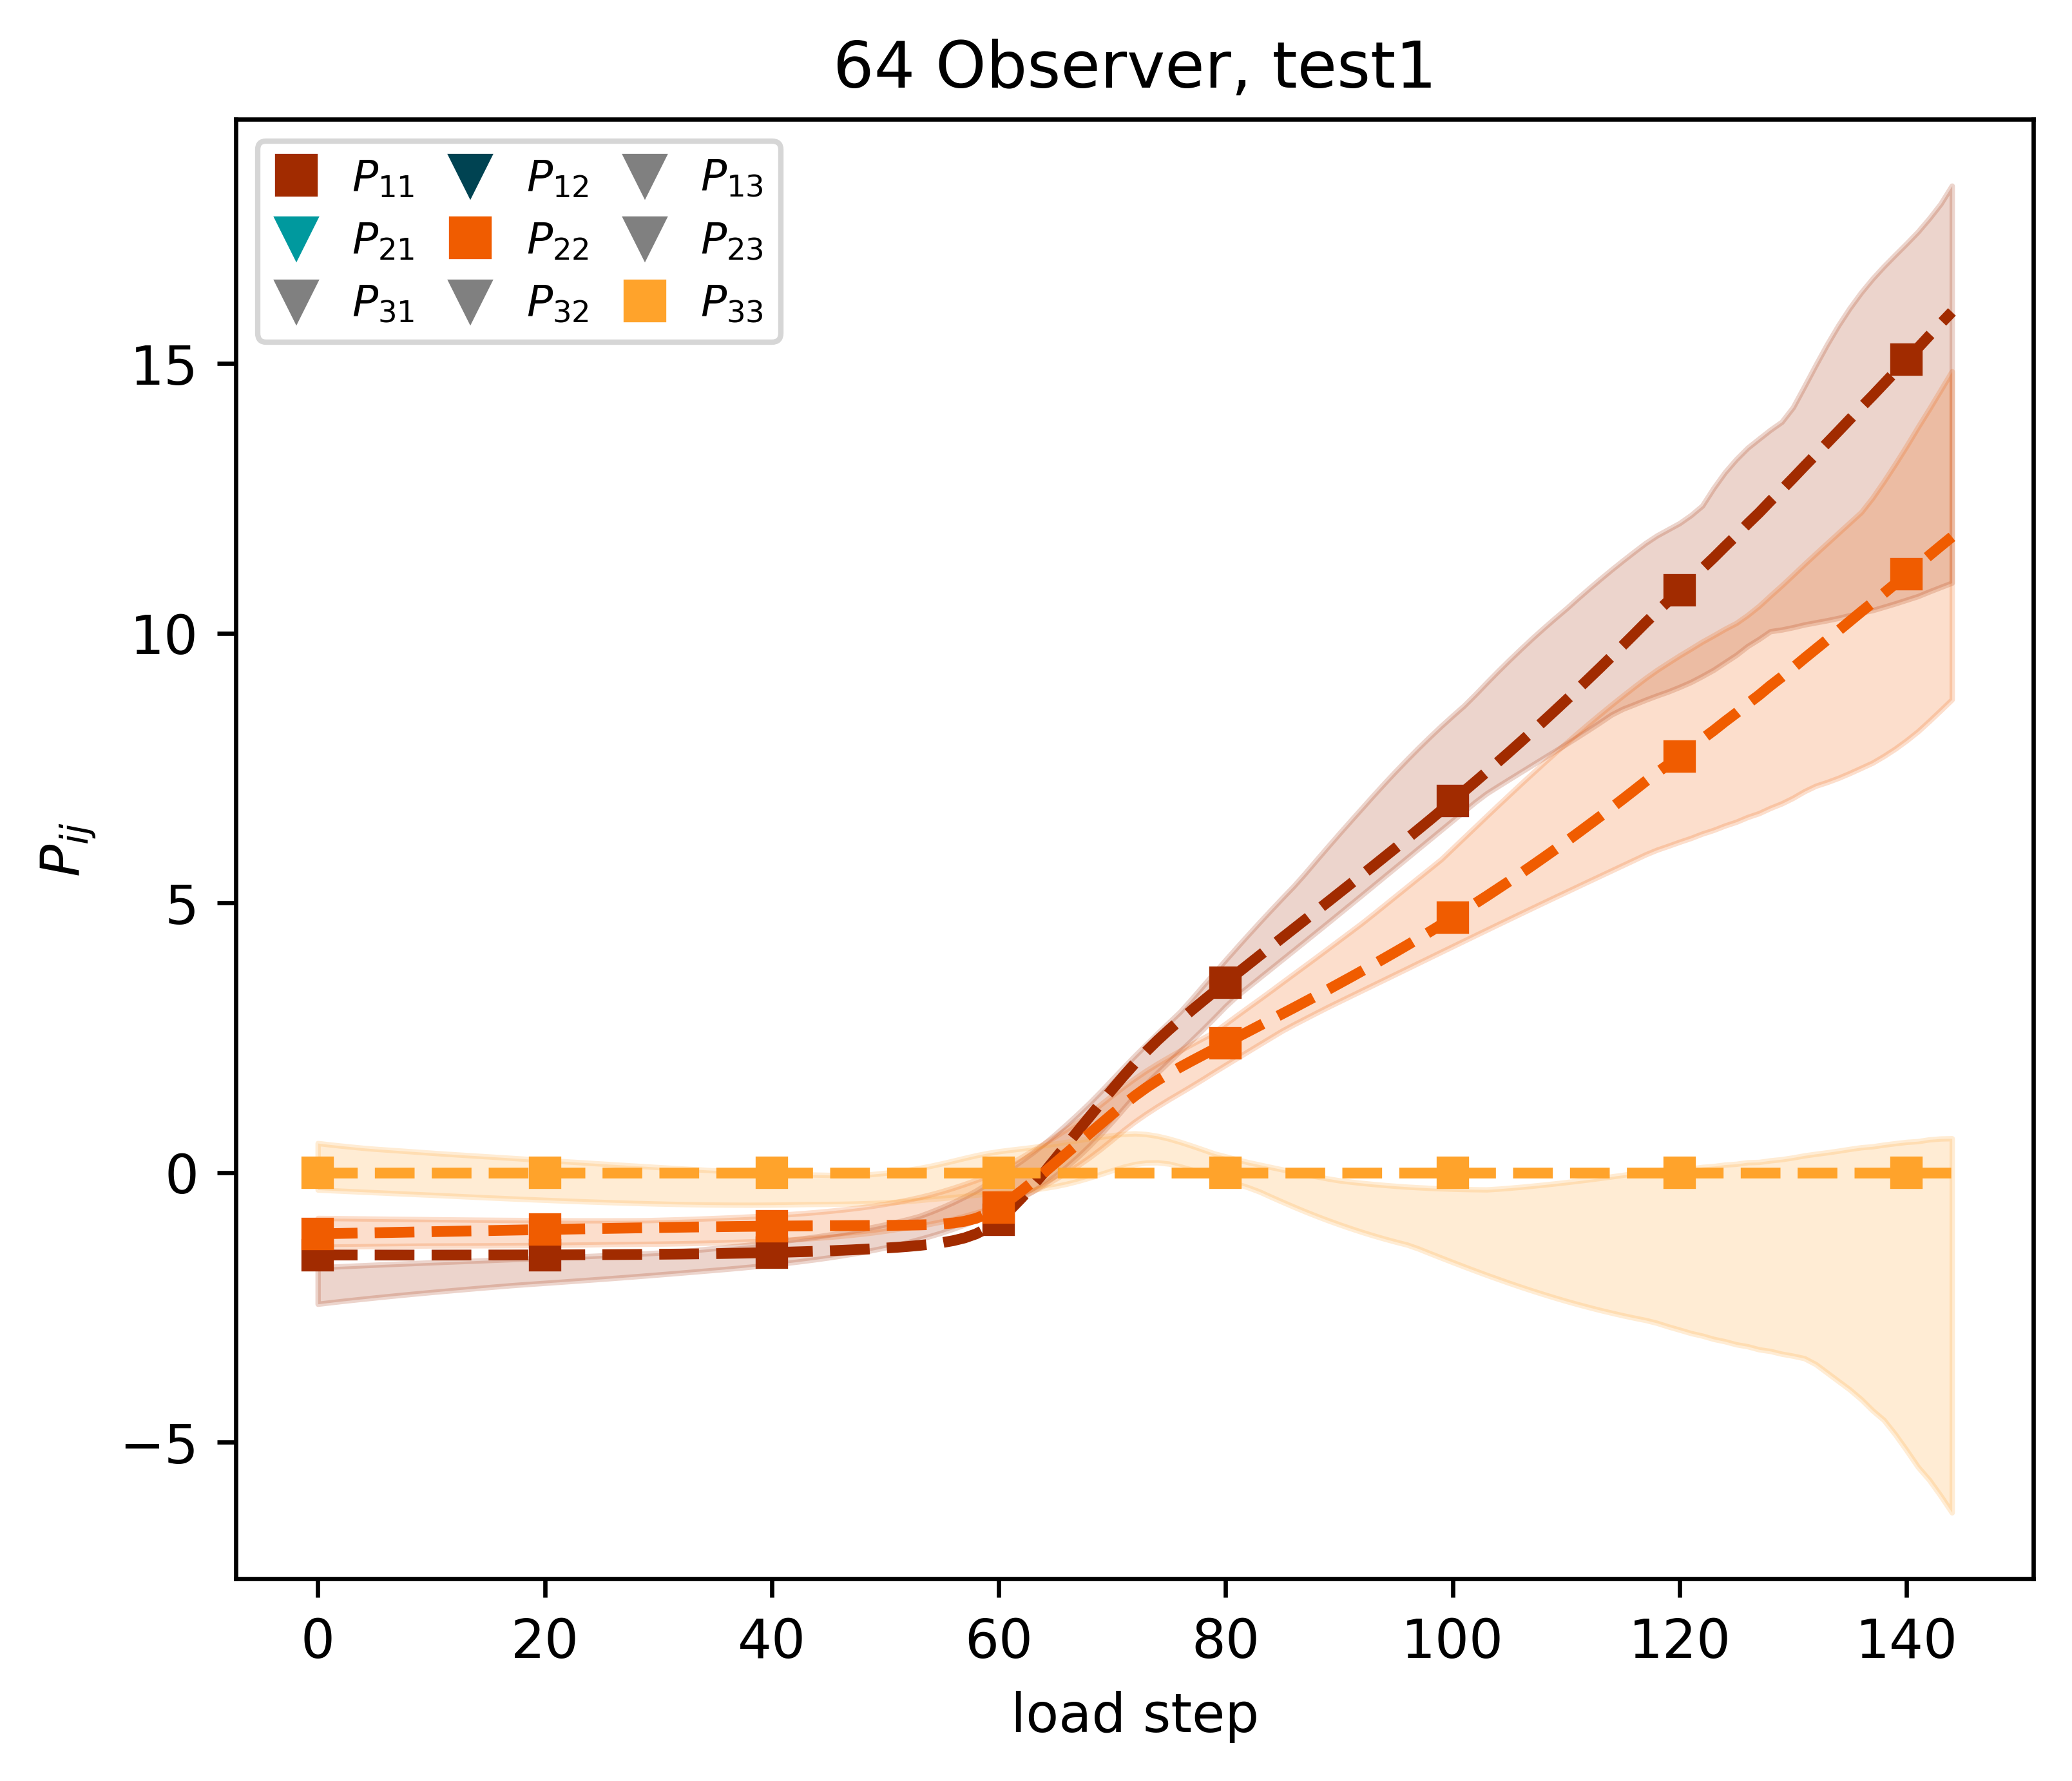 64 Observer, test1
P11 P12 P13
P21 P22 P23
P31 P32 P33
15
10
5
0
−5
Pij
0 20 40 60 80 100 120 140
load step